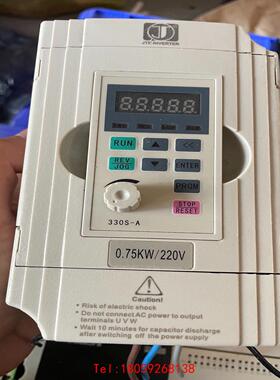 JTE INVERTER
RUN
<<
REV
JOG
ENTER
PRGM
STOP
RESET
330S-A
0.75KW/220V
Caution!
• Risk of electric shock
• Do not connect AC power to output
terminals U V W
• Wait 10 minutes for capacitor discharge
after switching off the power supply
Tel:18059268138